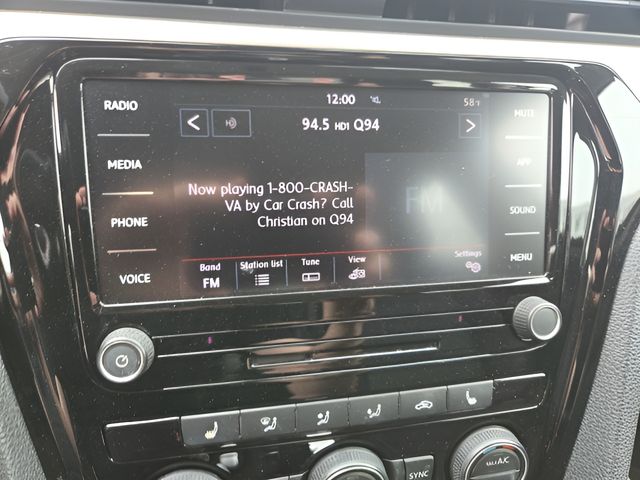 RADIO
MEDIA
PHONE
VOICE
12:00
58°F
94.5 HD1 Q94
Now playing 1-800-CRASH-
VA by Car Crash? Call
Christian on Q94
FM
Band
FM
Station list
Tune
View
Settings
MUTE
APP
SOUND
MENU
SYNC
A/C